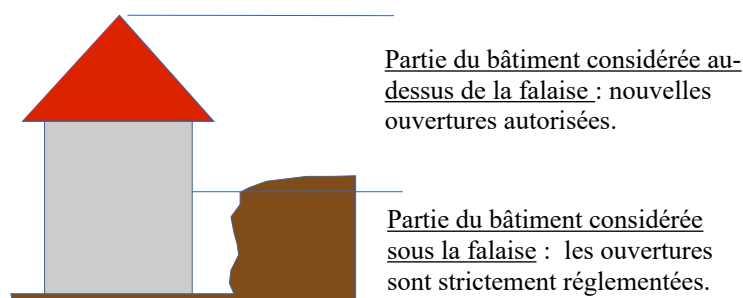 Partie du bâtiment considérée au-
dessus de la falaise : nouvelles
ouvertures autorisées.
Partie du bâtiment considérée
sous la falaise :  les ouvertures
sont strictement réglementées.